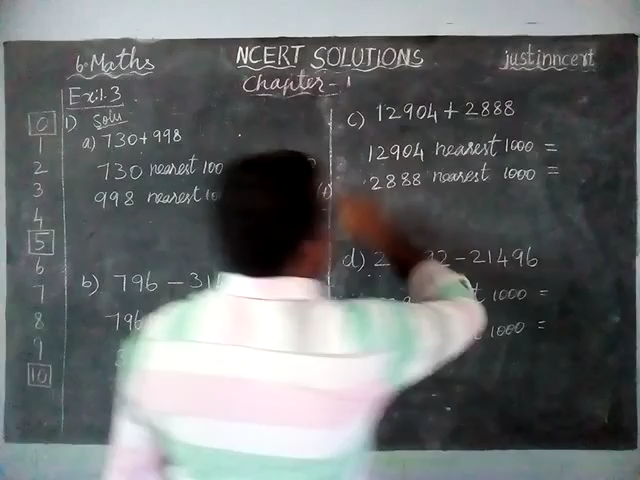 6. Maths
NCERT SOLUTIONS
justinncert
Chapter - 1
Ex:1.3
1) Solu
a) 730 + 998
730 nearest 100
998 nearest
b) 796 -
796
c) 12904 + 2888
12904 nearest 1000 =
2888 nearest 1000 =
d) - 21496
1000 =
1000 =
0
1
2
3
4
5
6
7
8
9
10